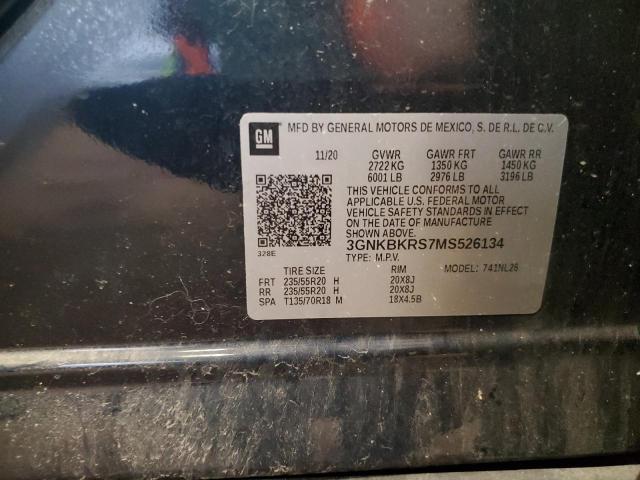 GM
MFD BY GENERAL MOTORS DE MEXICO, S. DE R.L. DE C.V.
11/20 GVWR GAWR FRT GAWR RR
2722 KG 1350 KG 1450 KG
6001 LB 2976 LB 3196 LB
THIS VEHICLE CONFORMS TO ALL
APPLICABLE U.S. FEDERAL MOTOR
VEHICLE SAFETY STANDARDS IN EFFECT
ON THE DATE OF MANUFACTURE
SHOWN ABOVE.
3GNKBKRS7MS526134
328E
TYPE: M.P.V.
TIRE SIZE RIM MODEL: 741NL26
FRT 235/55R20 H 20X8J
RR 235/55R20 H 20X8J
SPA T135/70R18 M 18X4.5B